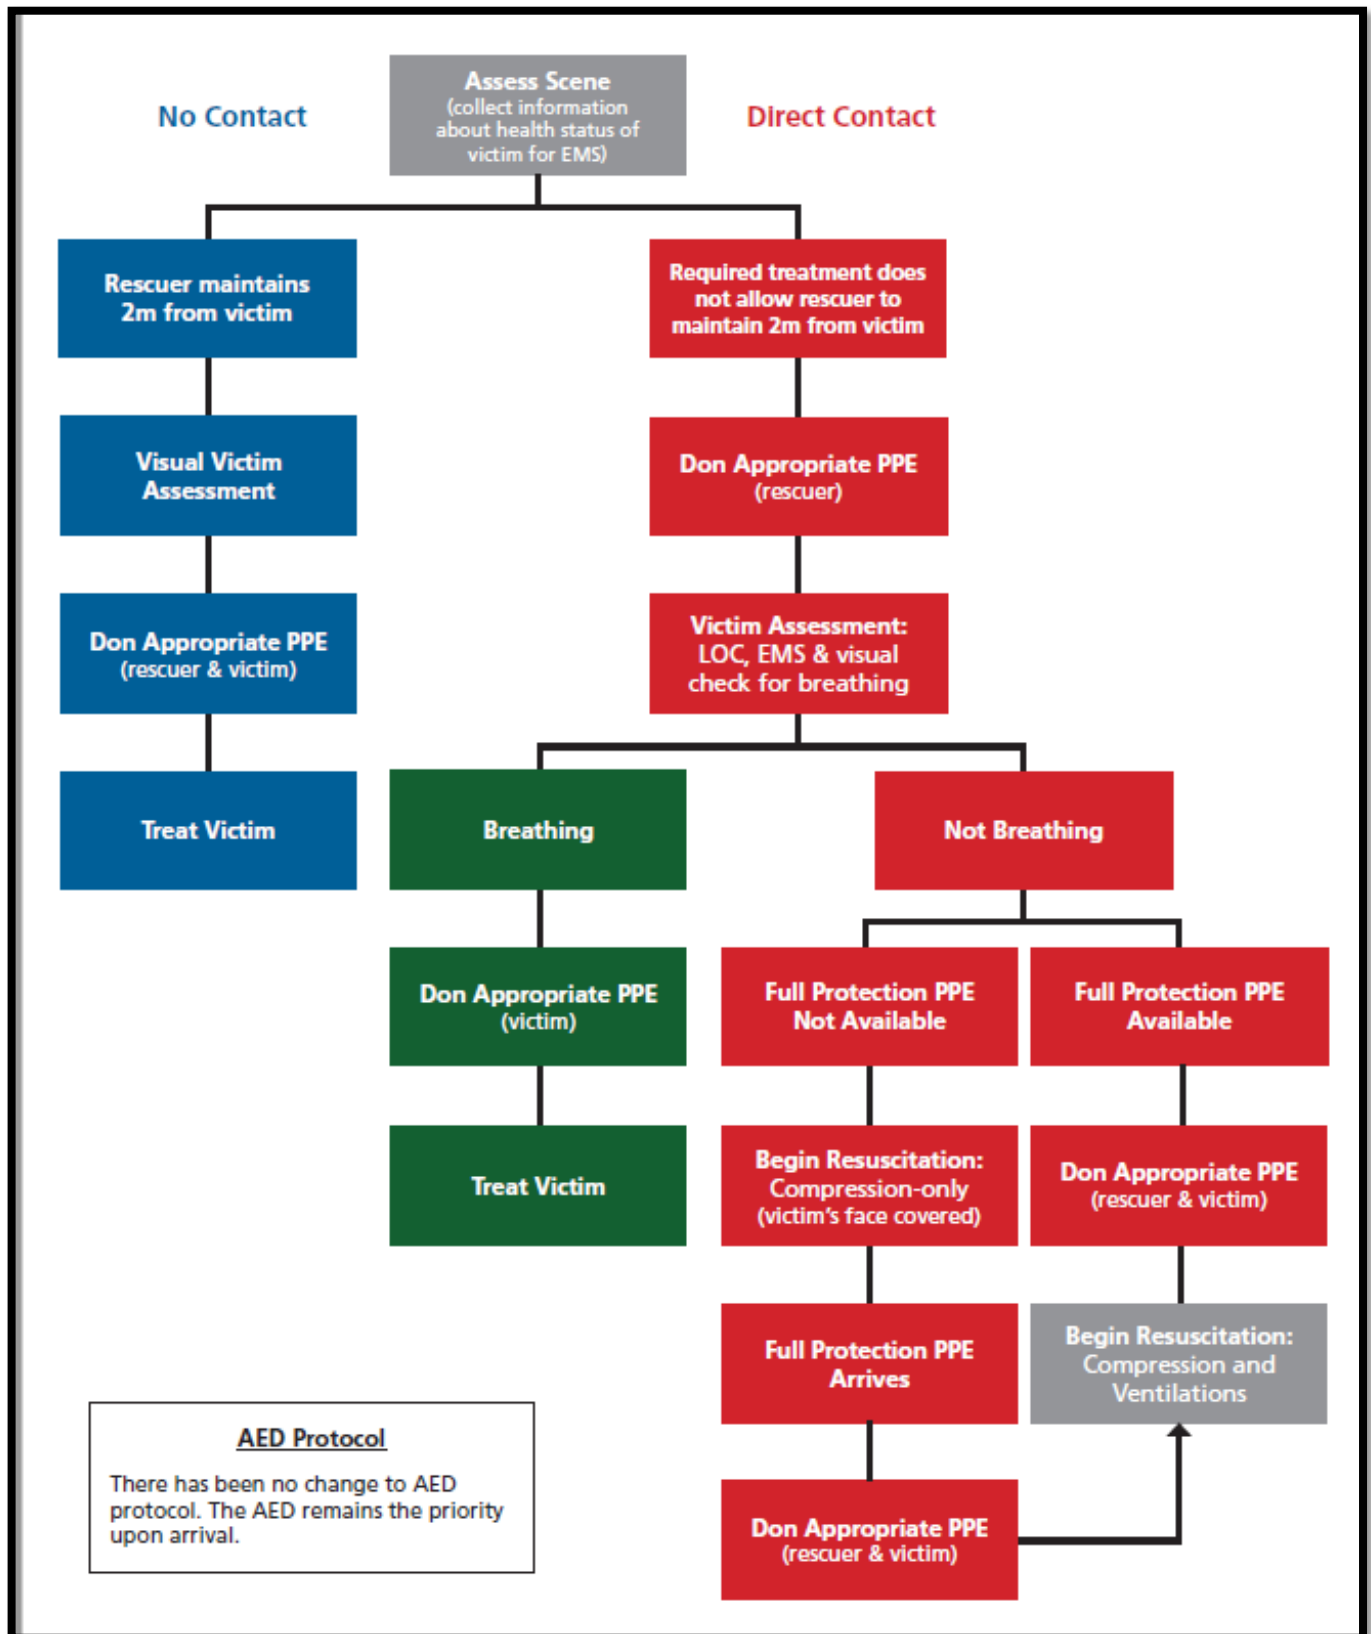 Assess Scene
(collect information
about health status of
victim for EMS)
No Contact
Direct Contact
Rescuer maintains
2m from victim
Required treatment does
not allow rescuer to
maintain 2m from victim
Visual Victim
Assessment
Don Appropriate PPE
(rescuer)
Don Appropriate PPE
(rescuer & victim)
Victim Assessment:
LOC, EMS & visual
check for breathing
Treat Victim
Breathing
Not Breathing
Don Appropriate PPE
(victim)
Full Protection PPE
Not Available
Full Protection PPE
Available
Treat Victim
Begin Resuscitation:
Compression-only
(victim's face covered)
Don Appropriate PPE
(rescuer & victim)
Full Protection PPE
Arrives
Begin Resuscitation:
Compression and
Ventilations
AED Protocol
There has been no change to AED
protocol. The AED remains the priority
upon arrival.
Don Appropriate PPE
(rescuer & victim)